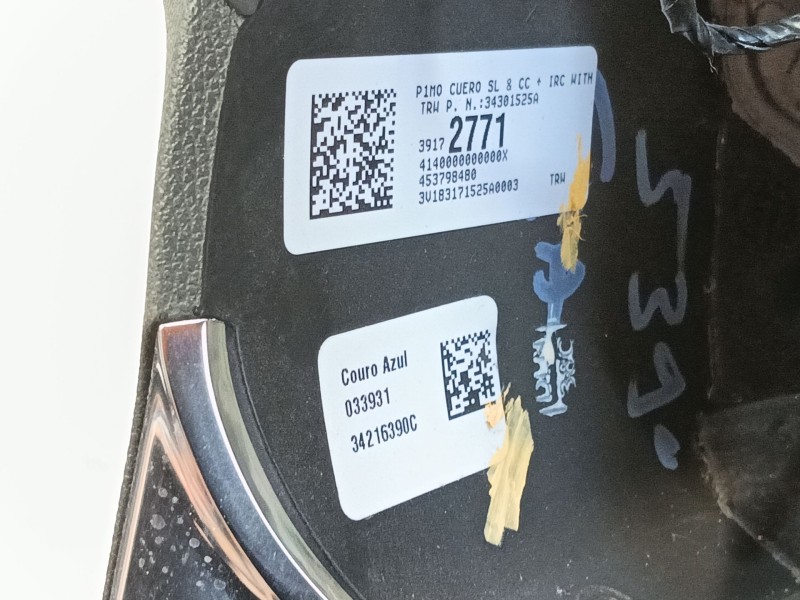 P1MO CUERO SL 8 CC + IRC WITH
TRW P. N.:34301525A
3917 2771
4140000000000X
453798480
TRW
3V183171525A0003
Couro Azul
033931
34216390C